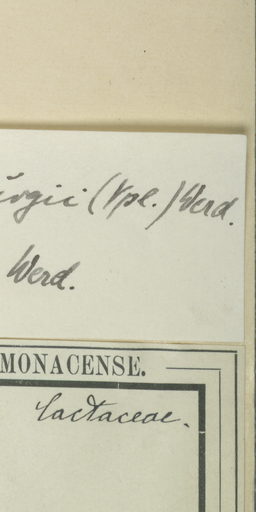 (Vpl.) Werd.
Werd.
MONACENSE.
Cactaceae.